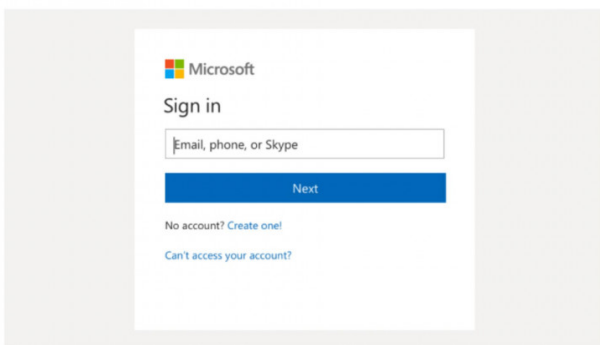 Microsoft
Sign in
Email, phone, or Skype
Next
No account? Create one!
Can't access your account?